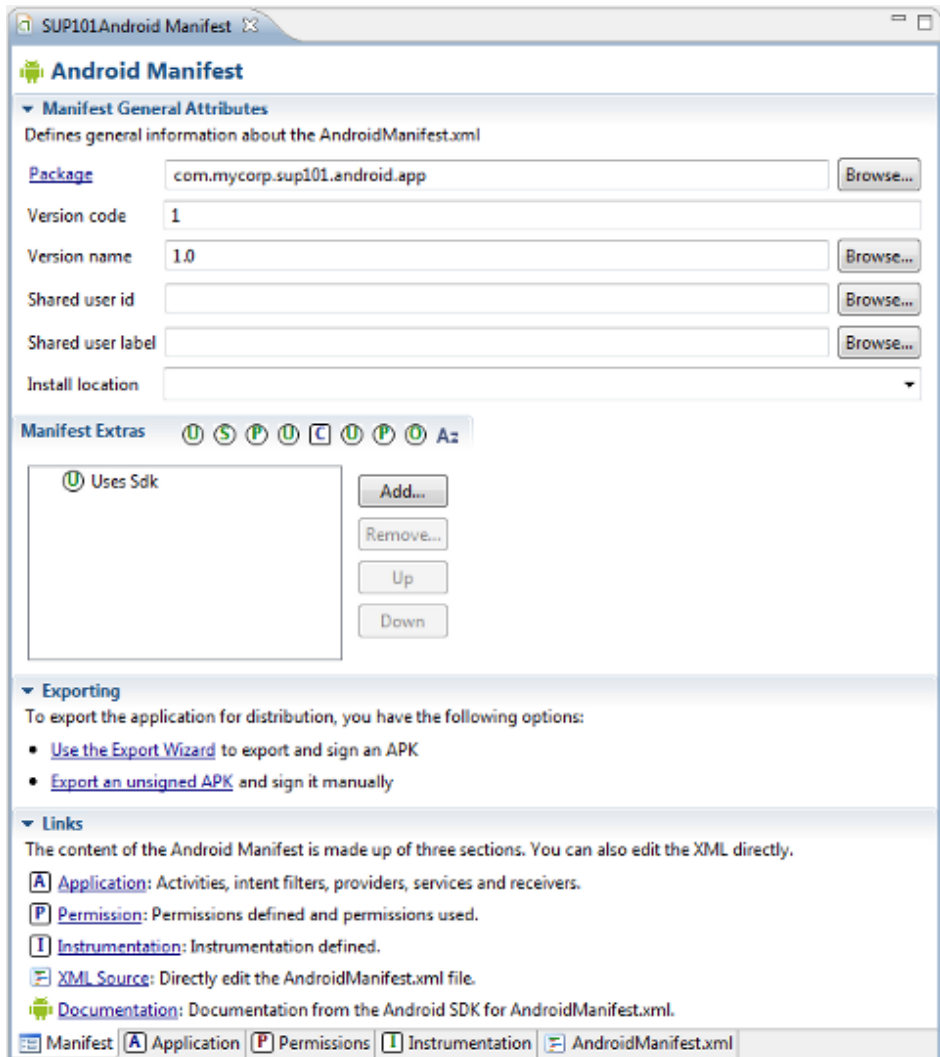 SUP101Android Manifest
Android Manifest
Manifest General Attributes
Defines general information about the AndroidManifest.xml
Package com.mycorp.sup101.android.app Browse...
Version code 1
Version name 1.0 Browse...
Shared user id Browse...
Shared user label Browse...
Install location
Manifest Extras U S P U C U P O Az
U Uses Sdk
Add...
Remove...
Up
Down
Exporting
To export the application for distribution, you have the following options:
• Use the Export Wizard to export and sign an APK
• Export an unsigned APK and sign it manually
Links
The content of the Android Manifest is made up of three sections. You can also edit the XML directly.
A Application: Activities, intent filters, providers, services and receivers.
P Permission: Permissions defined and permissions used.
I Instrumentation: Instrumentation defined.
XML Source: Directly edit the AndroidManifest.xml file.
Documentation: Documentation from the Android SDK for AndroidManifest.xml.
Manifest A Application P Permissions I Instrumentation AndroidManifest.xml